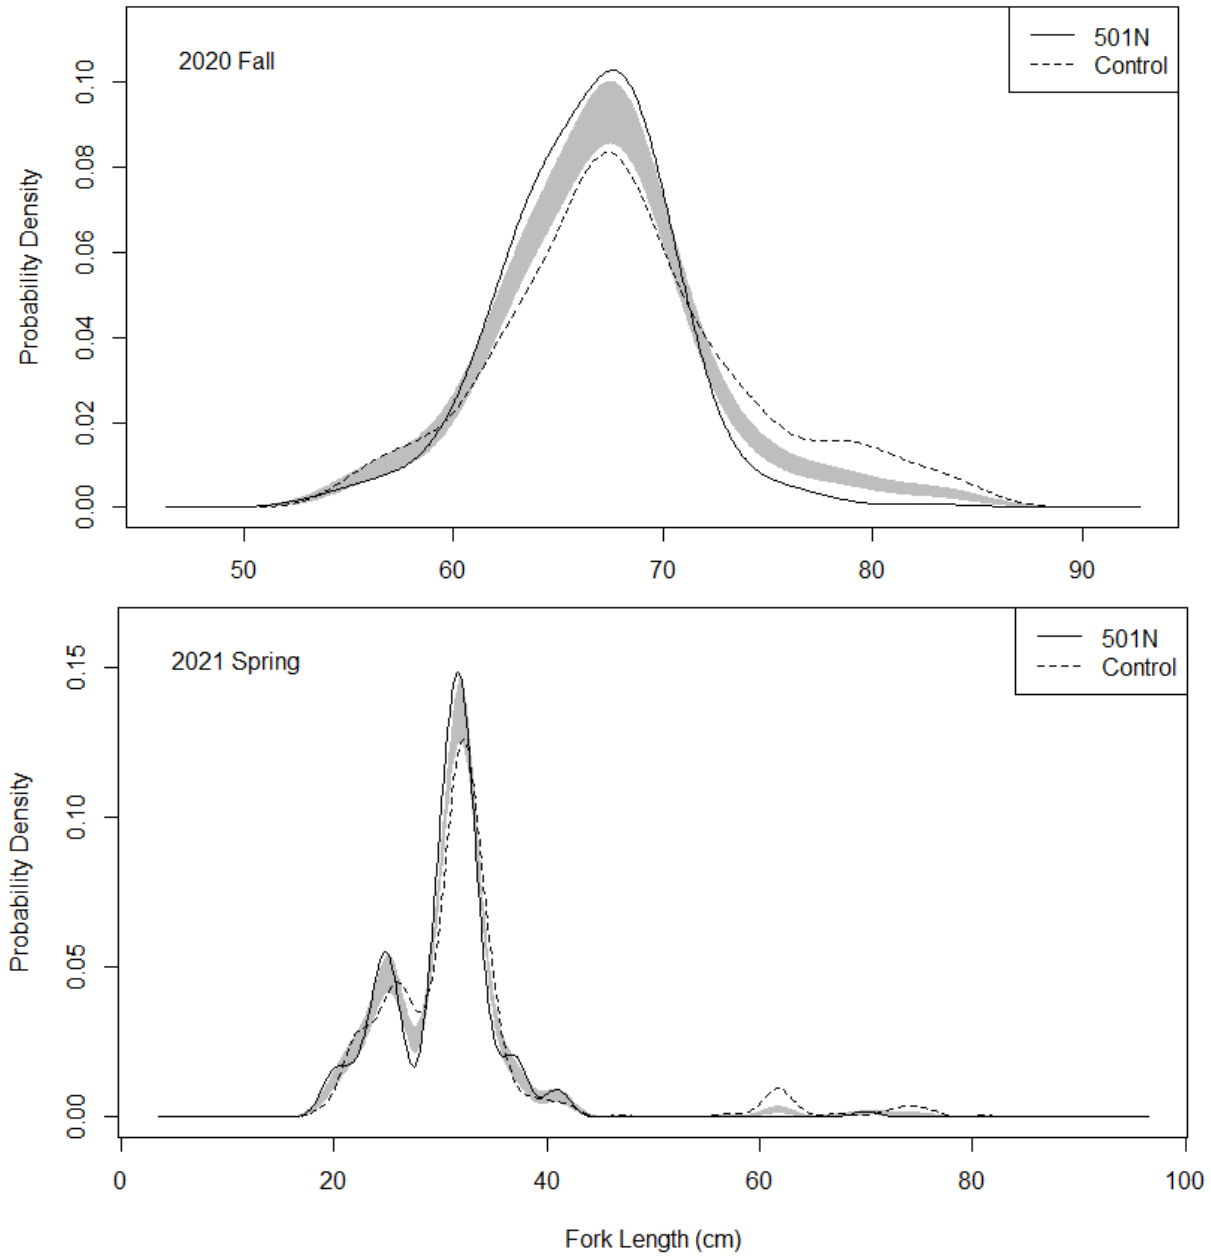 2020 Fall
501N
Control
Probability Density
0.10
0.08
0.06
0.04
0.02
0.00
50 60 70 80 90
2021 Spring
501N
Control
Probability Density
0.15
0.10
0.05
0.00
0 20 40 60 80 100
Fork Length (cm)